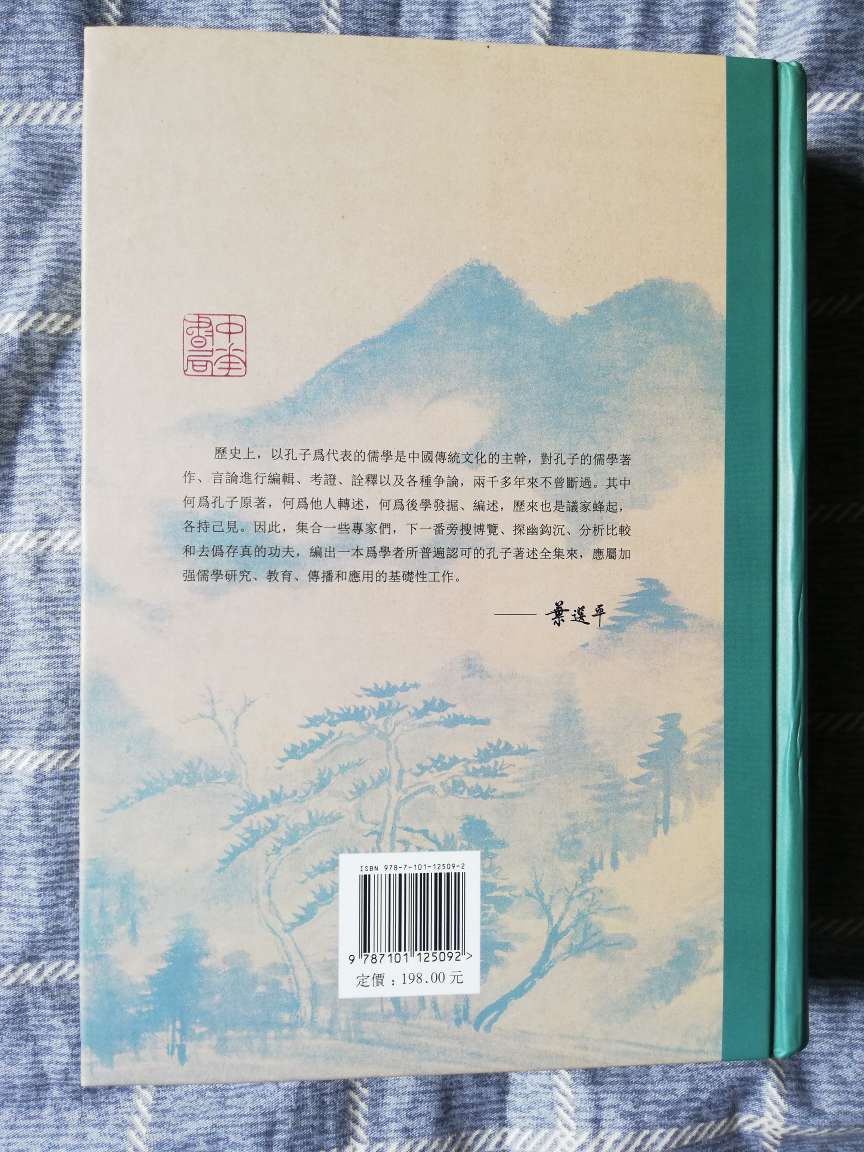 中華書局
歷史上，以孔子爲代表的儒學是中國傳統文化的主幹，對孔子的儒學著
作、言論進行編輯、考證、詮釋以及各種争論，兩千多年來不曾斷過。其中
何爲孔子原著，何爲他人轉述，何爲後學發掘、編述，歷來也是議家蜂起，
各持己見。因此，集合一些專家們，下一番旁搜博覽、探幽鈎沉、分析比較
和去僞存真的功夫，編出一本爲學者所普遍認可的孔子著述全集來，應屬加
强儒學研究、教育、傳播和應用的基礎性工作。
—— 葉選平
ISBN 978-7-101-12509-2
9 787101 125092>
定價：198.00 元